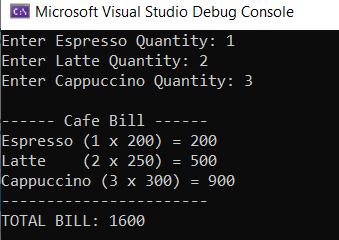 Microsoft Visual Studio Debug Console
Enter Espresso Quantity: 1
Enter Latte Quantity: 2
Enter Cappuccino Quantity: 3
------ Cafe Bill ------
Espresso (1 x 200) = 200
Latte    (2 x 250) = 500
Cappuccino (3 x 300) = 900
-----------------------
TOTAL BILL: 1600